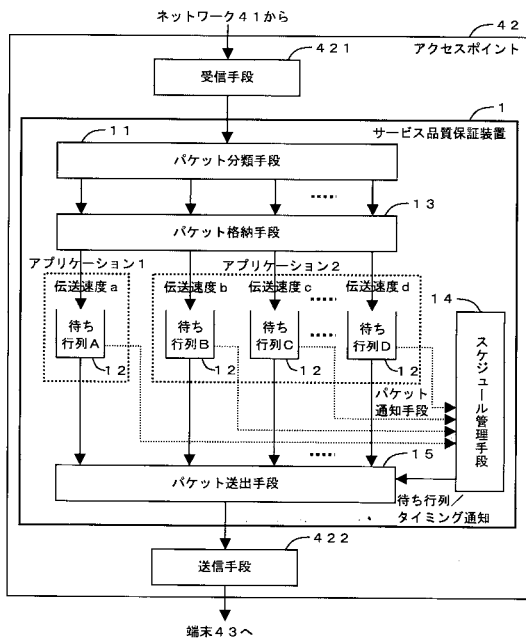 ネットワーク41から
42
アクセスポイント
421
受信手段
1
サービス品質保証装置
11
パケット分類手段
13
パケット格納手段
アプリケーション1
アプリケーション2
伝送速度a
伝送速度b
伝送速度c
伝送速度d
14
待ち
行列A
待ち
行列B
待ち
行列C
待ち
行列D
スケジュール管理手段
12
12
12
12
パケット
通知手段
15
パケット送出手段
待ち行列/
タイミング通知
422
送信手段
端末43へ